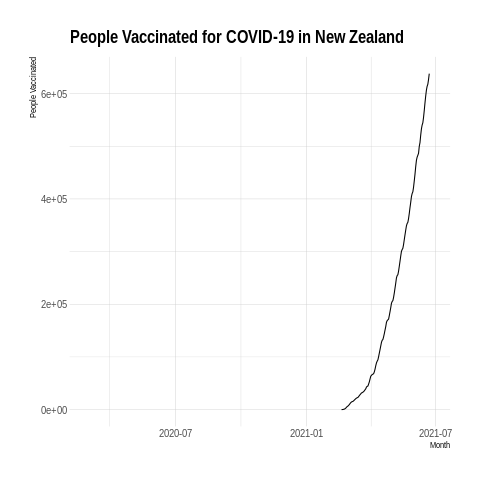 People Vaccinated for COVID-19 in New Zealand
People Vaccinated
6e+05
4e+05
2e+05
0e+00
2020-07 2021-01 2021-07
Month